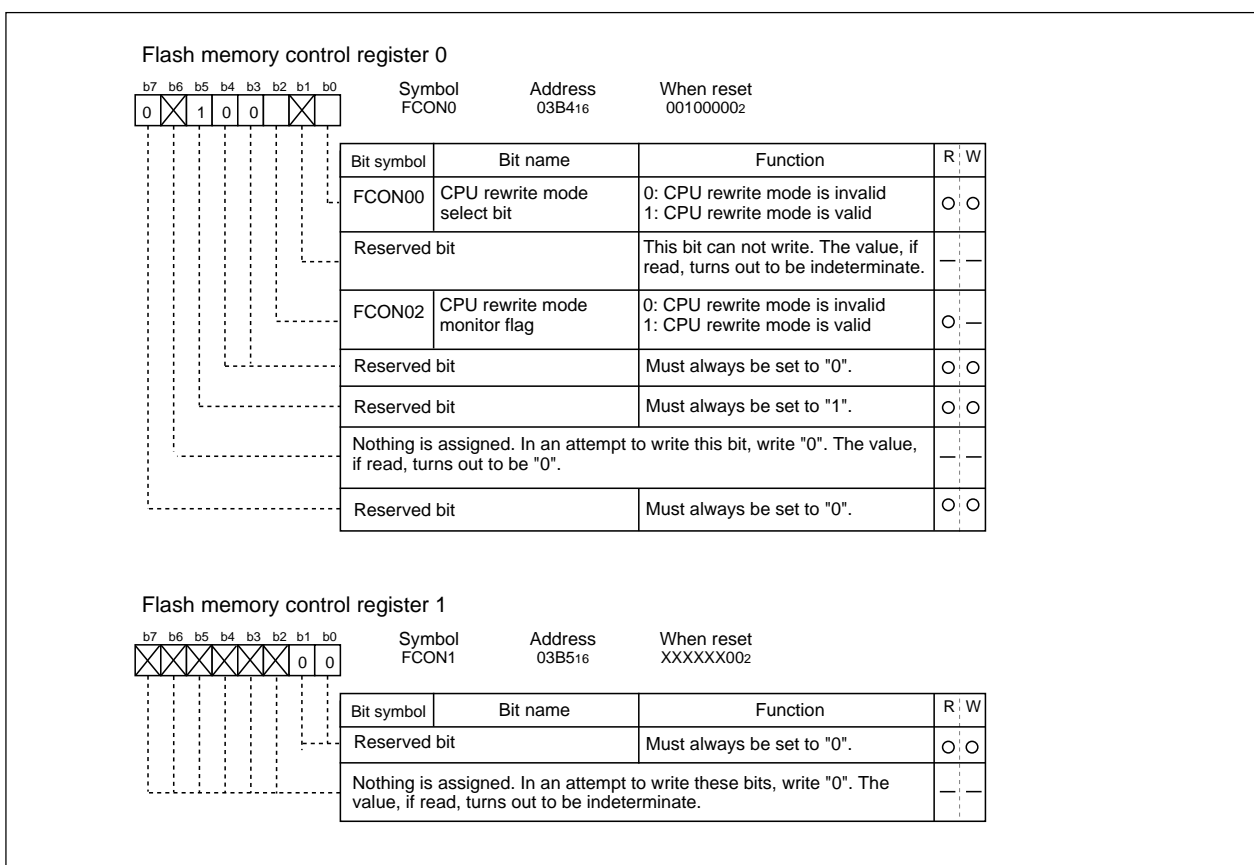 Flash memory control register 0
b7 b6 b5 b4 b3 b2 b1 b0
Symbol Address When reset
FCON0 03B416 001000002
0 1 0 0
Bit symbol Bit name Function R W
FCON00 CPU rewrite mode select bit 0: CPU rewrite mode is invalid
1: CPU rewrite mode is valid
Reserved bit This bit can not write. The value, if
read, turns out to be indeterminate.
FCON02 CPU rewrite mode monitor flag 0: CPU rewrite mode is invalid
1: CPU rewrite mode is valid
Reserved bit Must always be set to "0".
Reserved bit Must always be set to "1".
Nothing is assigned. In an attempt to write this bit, write "0". The value,
if read, turns out to be "0".
Reserved bit Must always be set to "0".
Flash memory control register 1
b7 b6 b5 b4 b3 b2 b1 b0
Symbol Address When reset
FCON1 03B516 XXXXXX002
0 0
Bit symbol Bit name Function R W
Reserved bit Must always be set to "0".
Nothing is assigned. In an attempt to write these bits, write "0". The
value, if read, turns out to be indeterminate.